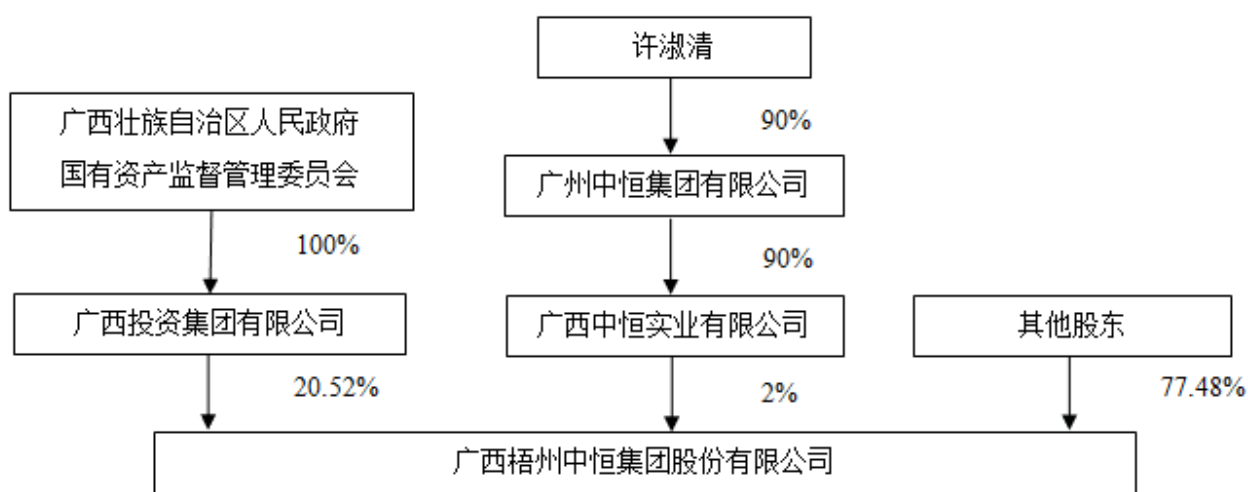 许淑清
90%
广西壮族自治区人民政府
国有资产监督管理委员会
广州中恒集团有限公司
100%
90%
广西投资集团有限公司
广西中恒实业有限公司
其他股东
20.52%
2%
77.48%
广西梧州中恒集团股份有限公司